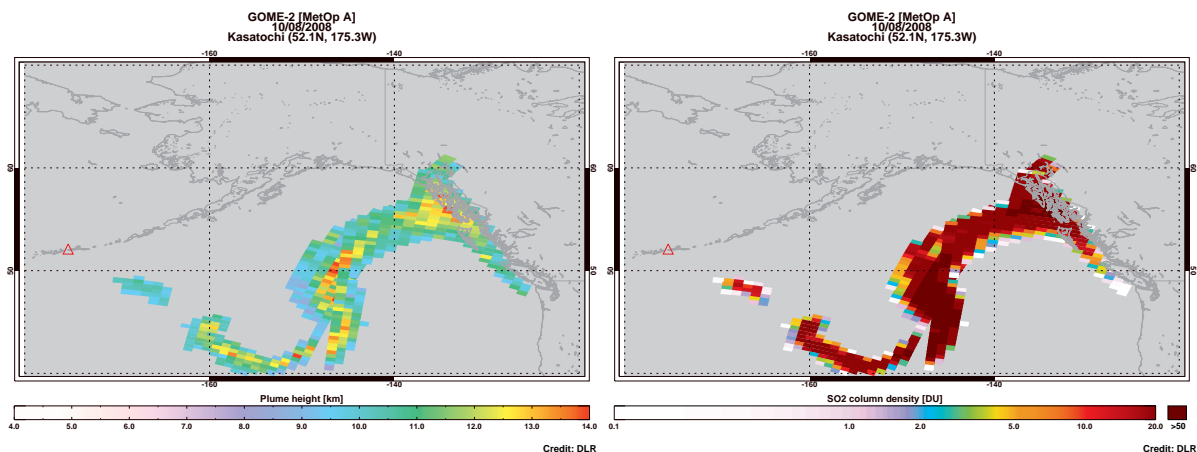 GOME-2 [MetOp A]
10/08/2008
Kasatochi (52.1N, 175.3W)
-160
-140
60
60
50
50
-160
-140
Plume height [km]
4.0 5.0 6.0 7.0 8.0 9.0 10.0 11.0 12.0 13.0 14.0
Credit: DLR
GOME-2 [MetOp A]
10/08/2008
Kasatochi (52.1N, 175.3W)
-160
-140
60
60
50
50
-160
-140
SO2 column density [DU]
0.1 1.0 2.0 5.0 10.0 20.0 >50
Credit: DLR